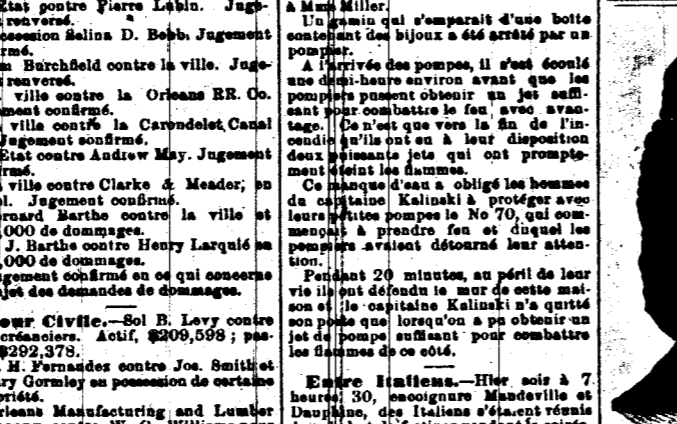 État contre Pierre Lubin. Juge-
renversé.
ssession Selina D. Bebb. Jugement
rmé.
m Burchfield contre la ville. Juge-
renversé.
ville contre la Orleans RR. Co.
ment confirmé.
ville contre la Carondelet Canal
Jugement confirmé.
État contre Andrew May. Jugement
rmé.
ville contre Clarke & Meader, en
ol. Jugement confirmé.
rnard Barthe contre la ville et
,000 de dommages.
J. Barthe contre Henry Larquié en
,000 de dommages.
gement confirmé en ce qui concerne
jet des demandes de dommages.
our Civile.—Sol B. Levy contre
créanciers. Actif, $209,598 ; pas-
$292,378.
H. Fernandez contre Jos. Smith et
ry Gormley en possession de certaine
priété.
rleans Manufacturing and Lumber
à Mme Miller.
Un gamin qui s'emparait d'une boîte
contenant des bijoux a été arrêté par un
pompier.
A l'arrivée des pompes, il s'est écoulé
une demi-heure environ avant que les
pompiers pussent obtenir un jet suffi-
sant pour combattre le feu avec avan-
tage. Ce n'est que vers la fin de l'in-
cendie qu'ils ont eu à leur disposition
deux puissants jets qui ont prompte-
ment éteint les flammes.
Ce manque d'eau a obligé les hommes
du capitaine Kalinski à protéger avec
leurs petites pompes le No 70, qui com-
mençait à prendre feu et duquel les
pompiers avaient détourné leur atten-
tion.
Pendant 20 minutes, au péril de leur
vie ils ont défendu le mur de cette mai-
son et le capitaine Kalinski n'a quitté
son poste que lorsqu'on a pu obtenir un
jet de pompe suffisant pour combattre
les flammes de ce côté.
Entre Italiens.—Hier soir à 7
heures 30, encoignure Mandeville et
Dauphine, des Italiens s'étaient réunis